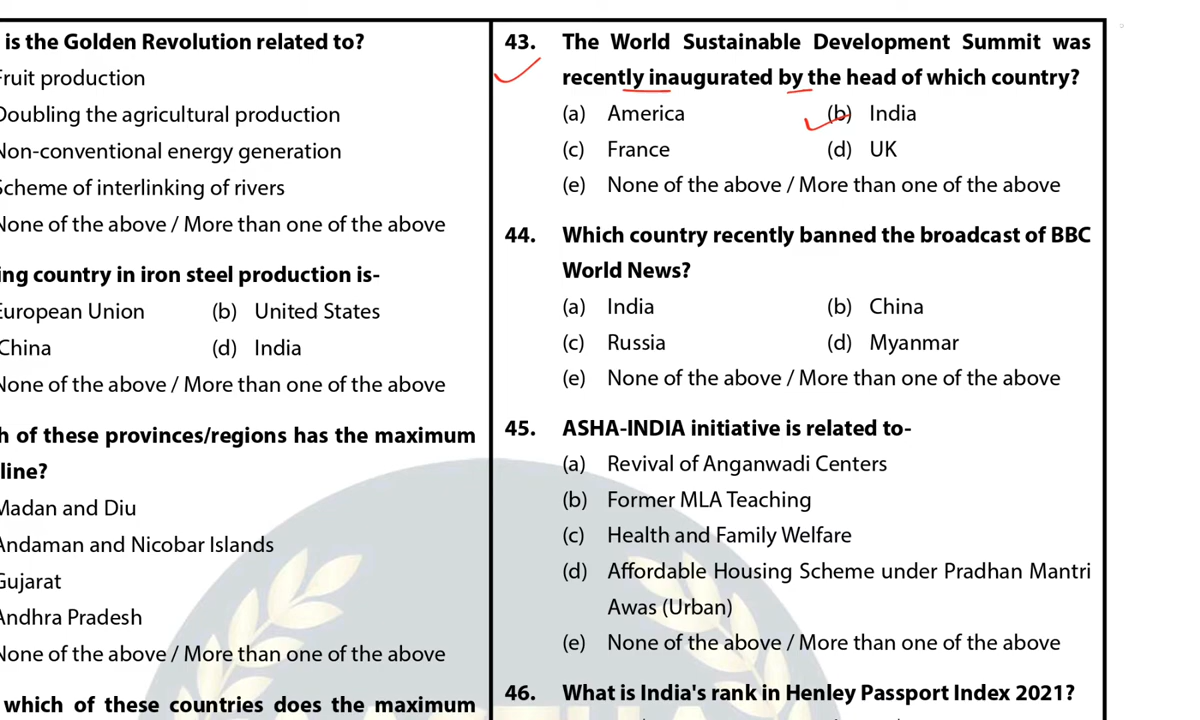 is the Golden Revolution related to?
Fruit production
Doubling the agricultural production
Non-conventional energy generation
Scheme of interlinking of rivers
None of the above / More than one of the above
ing country in iron steel production is-
European Union (b) United States
China (d) India
None of the above / More than one of the above
h of these provinces/regions has the maximum
line?
Madan and Diu
Andaman and Nicobar Islands
Gujarat
Andhra Pradesh
None of the above / More than one of the above
which of these countries does the maximum
43. The World Sustainable Development Summit was
recently inaugurated by the head of which country?
(a) America (b) India
(c) France (d) UK
(e) None of the above / More than one of the above
44. Which country recently banned the broadcast of BBC
World News?
(a) India (b) China
(c) Russia (d) Myanmar
(e) None of the above / More than one of the above
45. ASHA-INDIA initiative is related to-
(a) Revival of Anganwadi Centers
(b) Former MLA Teaching
(c) Health and Family Welfare
(d) Affordable Housing Scheme under Pradhan Mantri
Awas (Urban)
(e) None of the above / More than one of the above
46. What is India's rank in Henley Passport Index 2021?